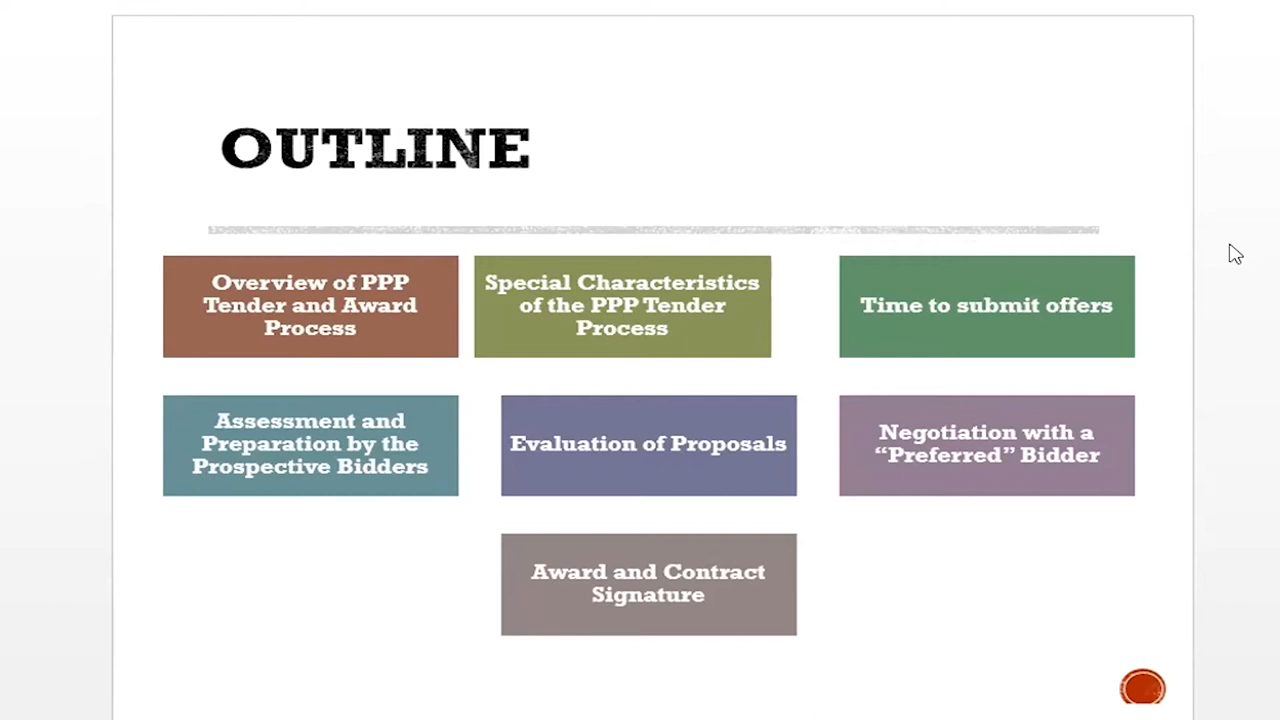 OUTLINE
Overview of PPP
Tender and Award
Process
Special Characteristics
of the PPP Tender
Process
Time to submit offers
Assessment and
Preparation by the
Prospective Bidders
Evaluation of Proposals
Negotiation with a
“Preferred” Bidder
Award and Contract
Signature